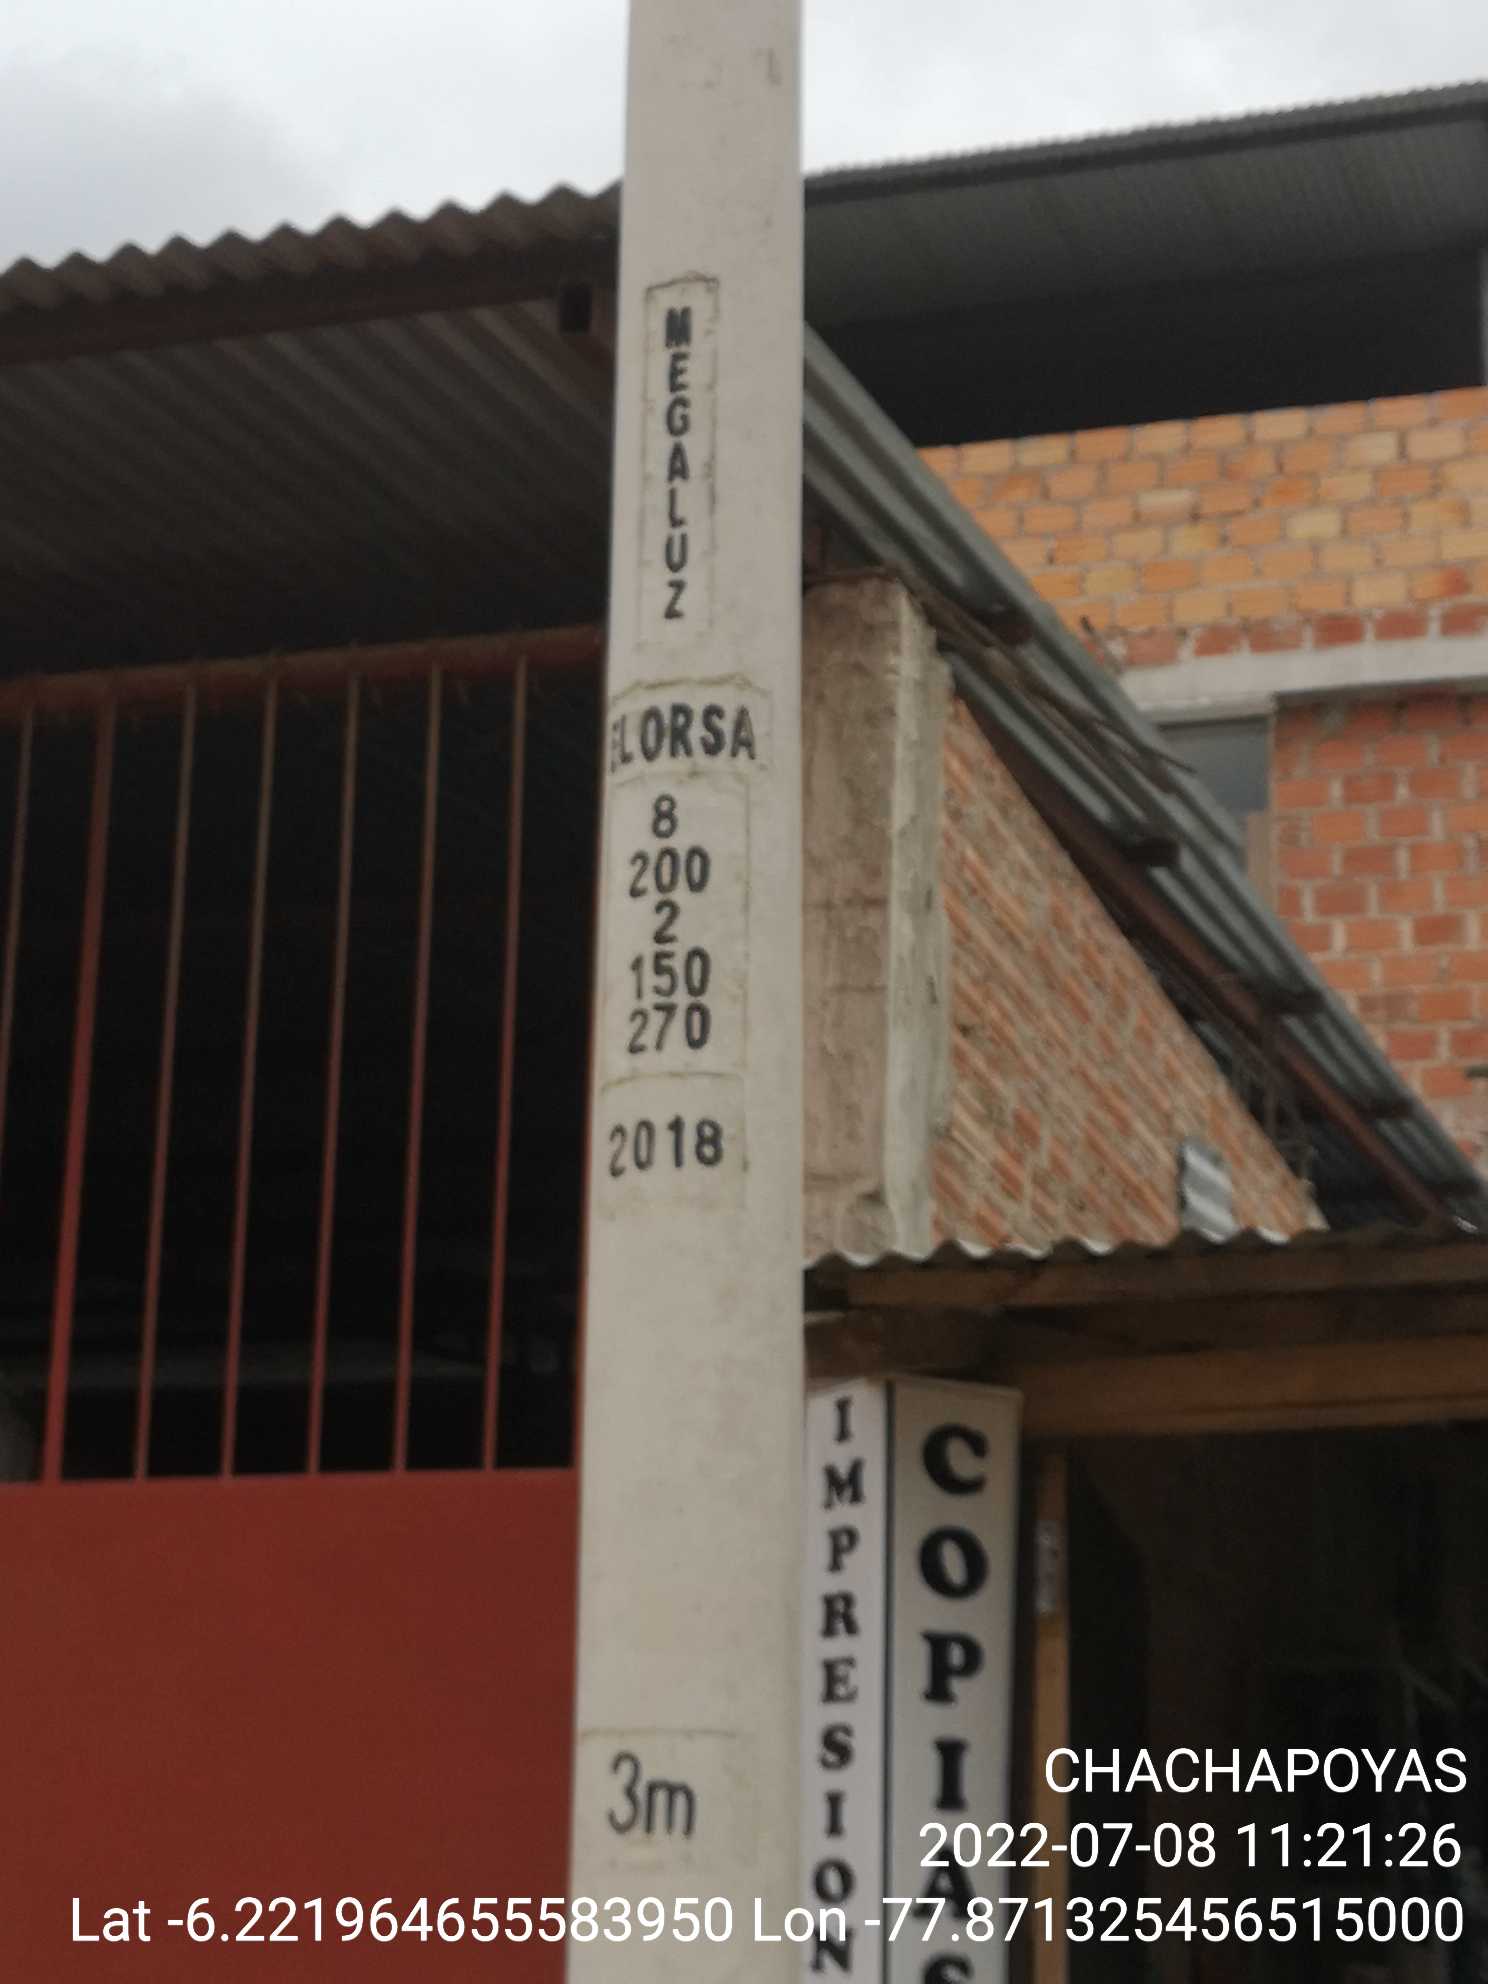 MEGALUZ
ELORSA
8
200
2
150
270
2018
3m
IMPRESION
COPIAS
CHACHAPOYAS
2022-07-08 11:21:26
Lat -6.221964655583950 Lon -77.871325456515000